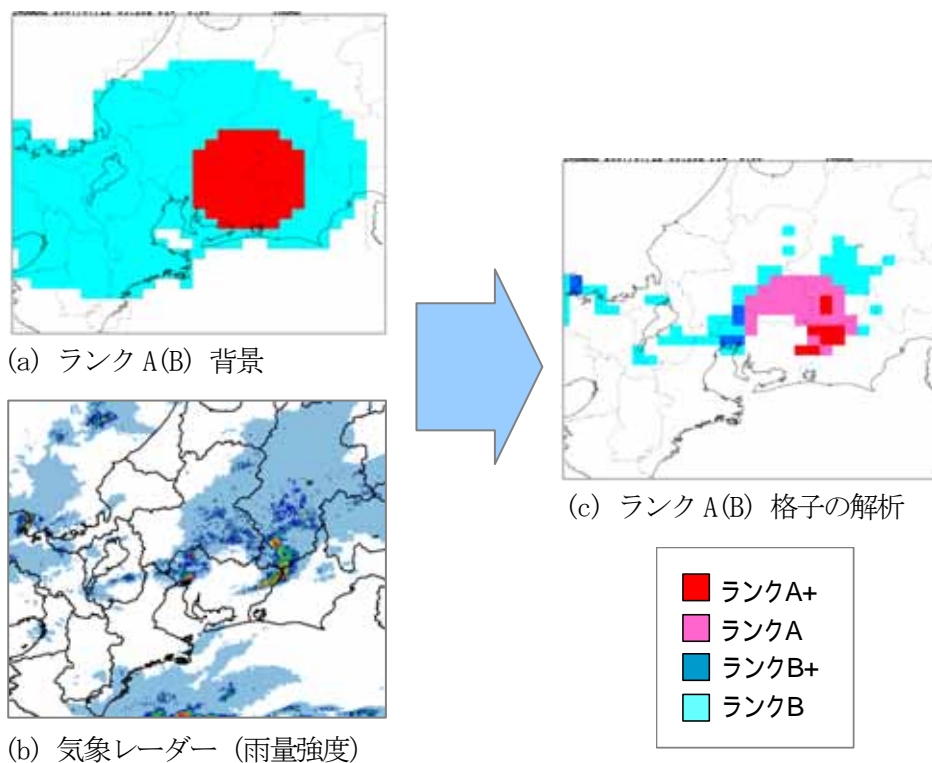 (a) ランク A(B) 背景
(b) 気象レーダー (雨量強度)
(c) ランク A(B) 格子の解析
ランクA+
ランクA
ランクB+
ランクB